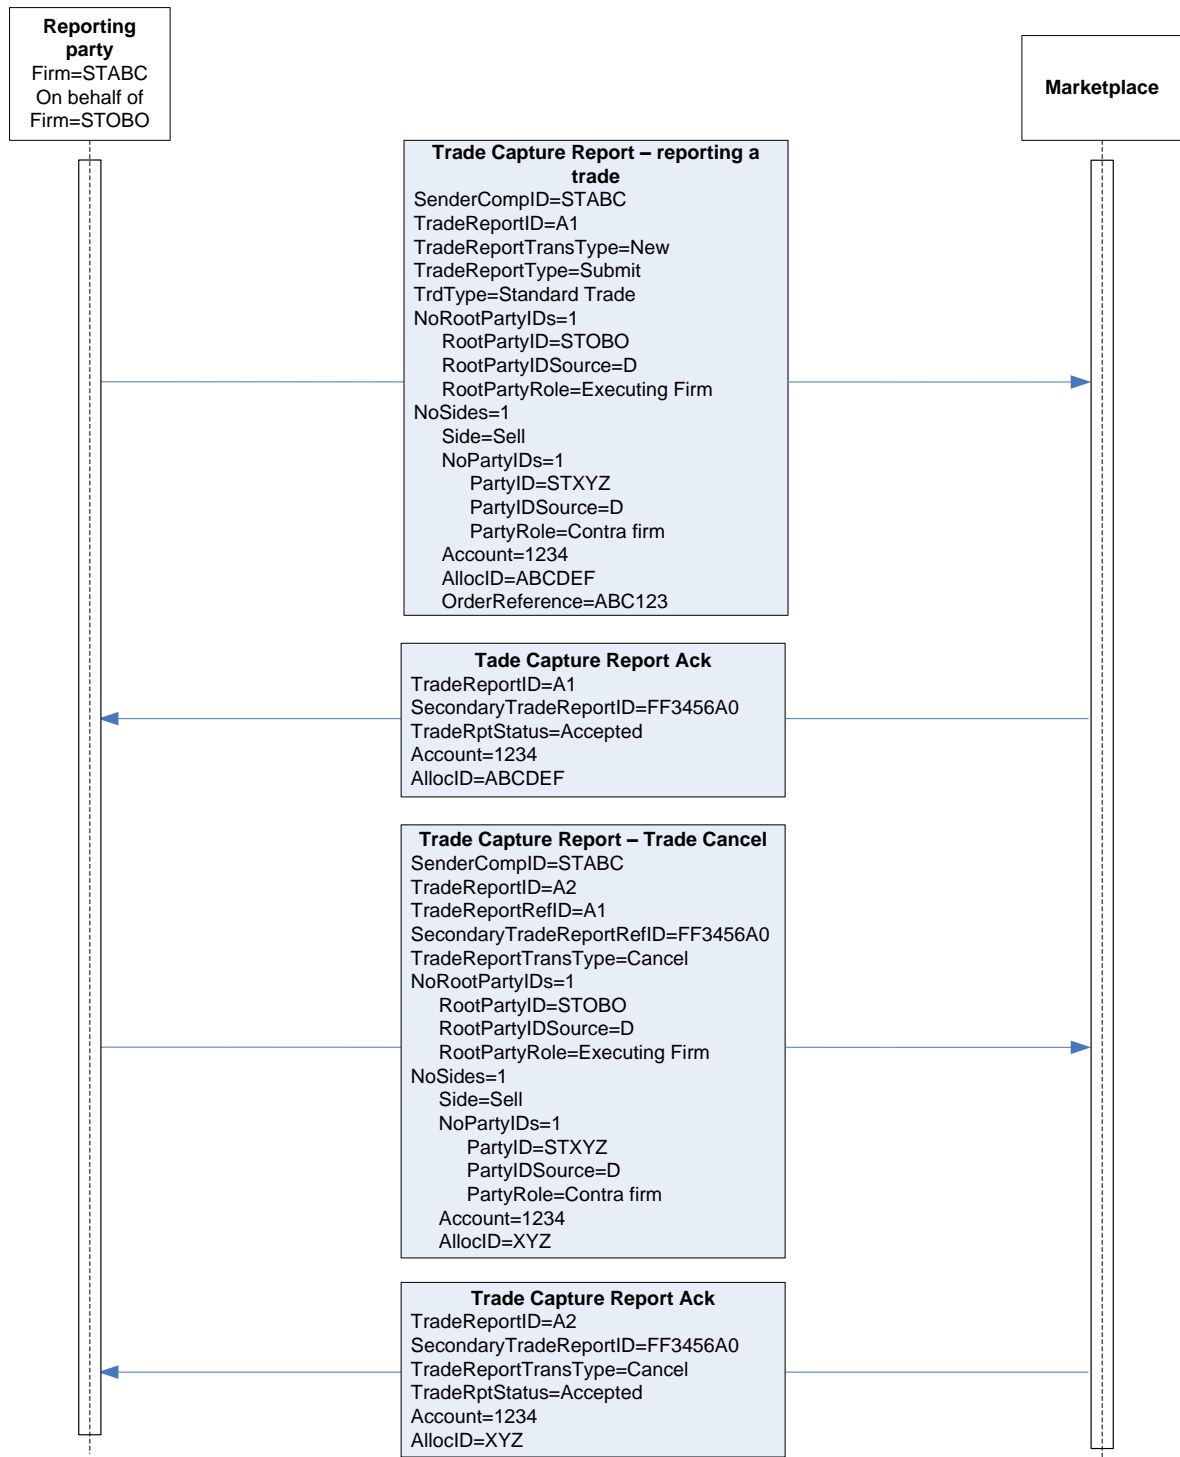 Reporting
party
Firm=STABC
On behalf of
Firm=STOBO
Marketplace
Trade Capture Report – reporting a
trade
SenderCompID=STABC
TradeReportID=A1
TradeReportTransType=New
TradeReportType=Submit
TrdType=Standard Trade
NoRootPartyIDs=1
RootPartyID=STOBO
RootPartyIDSource=D
RootPartyRole=Executing Firm
NoSides=1
Side=Sell
NoPartyIDs=1
PartyID=STXYZ
PartyIDSource=D
PartyRole=Contra firm
Account=1234
AllocID=ABCDEF
OrderReference=ABC123
Tade Capture Report Ack
TradeReportID=A1
SecondaryTradeReportID=FF3456A0
TradeRptStatus=Accepted
Account=1234
AllocID=ABCDEF
Trade Capture Report – Trade Cancel
SenderCompID=STABC
TradeReportID=A2
TradeReportRefID=A1
SecondaryTradeReportRefID=FF3456A0
TradeReportTransType=Cancel
NoRootPartyIDs=1
RootPartyID=STOBO
RootPartyIDSource=D
RootPartyRole=Executing Firm
NoSides=1
Side=Sell
NoPartyIDs=1
PartyID=STXYZ
PartyIDSource=D
PartyRole=Contra firm
Account=1234
AllocID=XYZ
Trade Capture Report Ack
TradeReportID=A2
SecondaryTradeReportID=FF3456A0
TradeReportTransType=Cancel
TradeRptStatus=Accepted
Account=1234
AllocID=XYZ